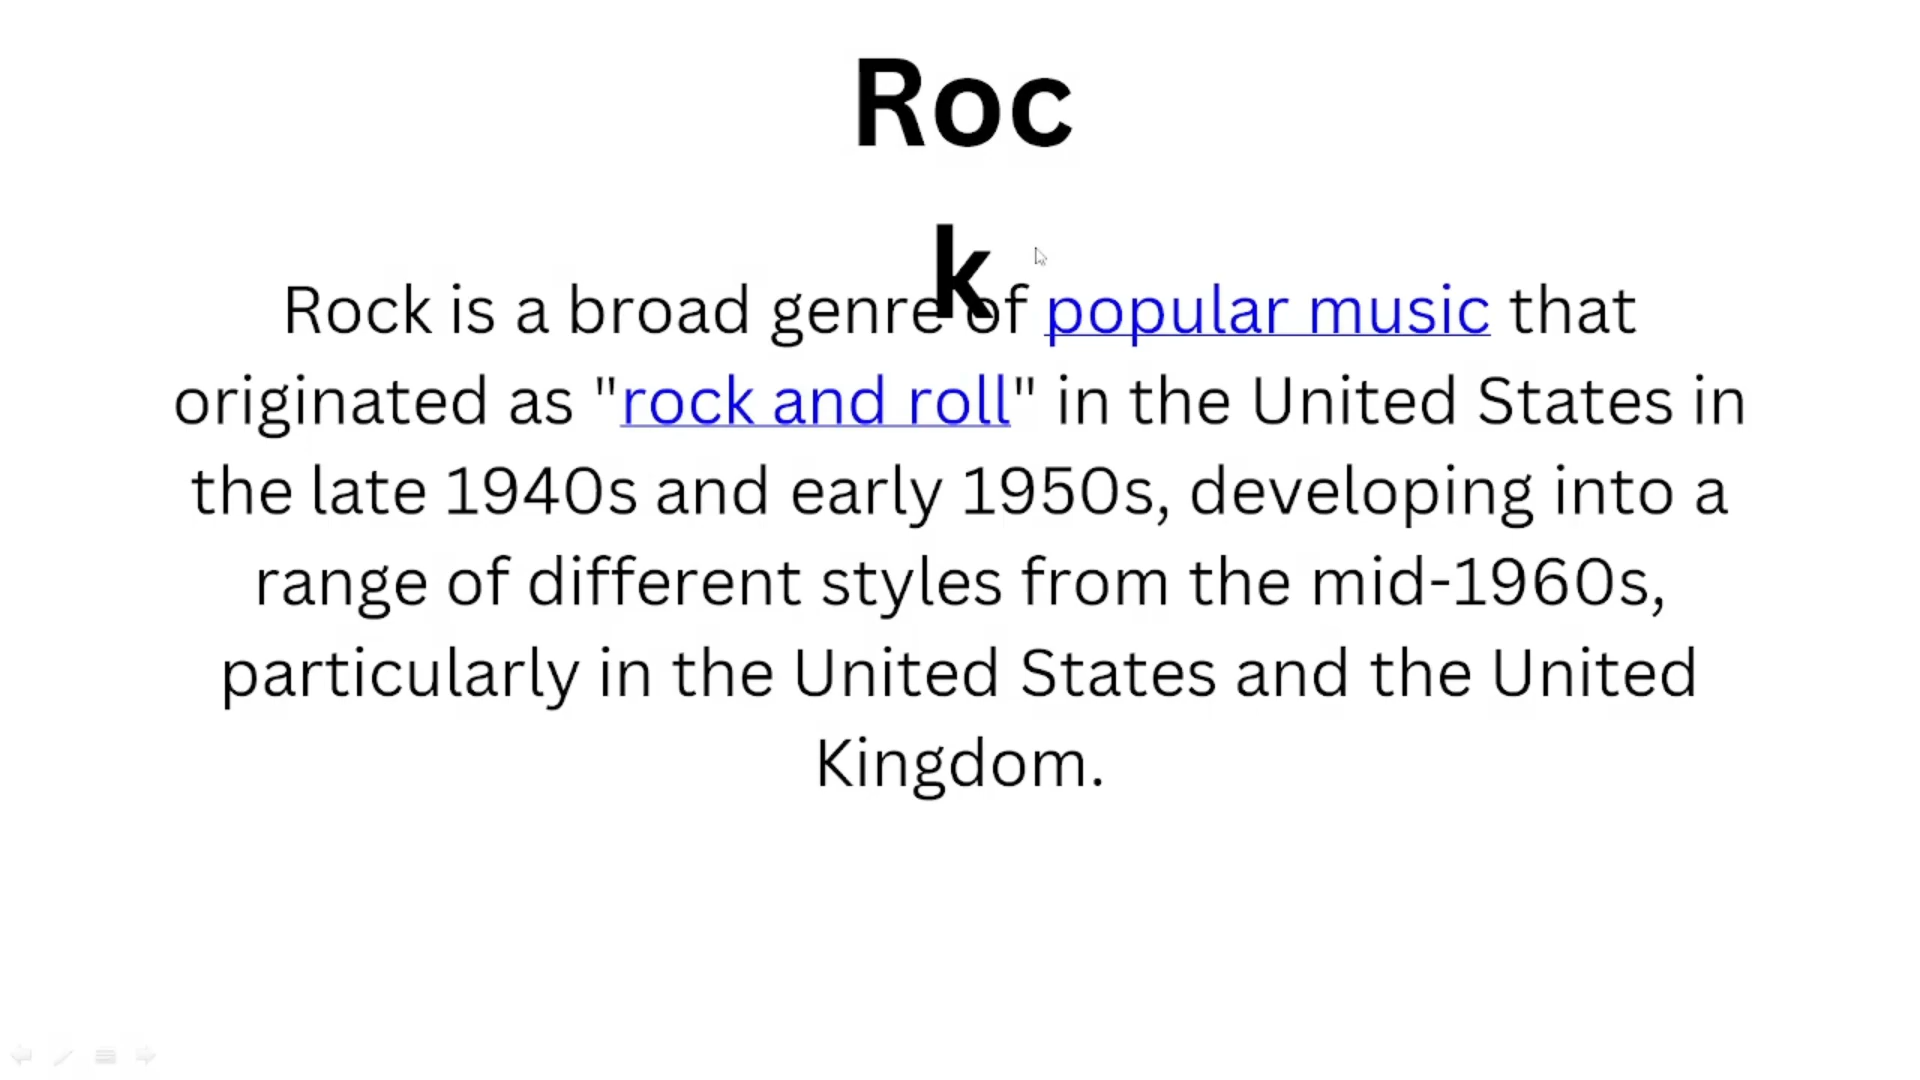 Roc
k
Rock is a broad genre of popular music that
originated as "rock and roll" in the United States in
the late 1940s and early 1950s, developing into a
range of different styles from the mid-1960s,
particularly in the United States and the United
Kingdom.